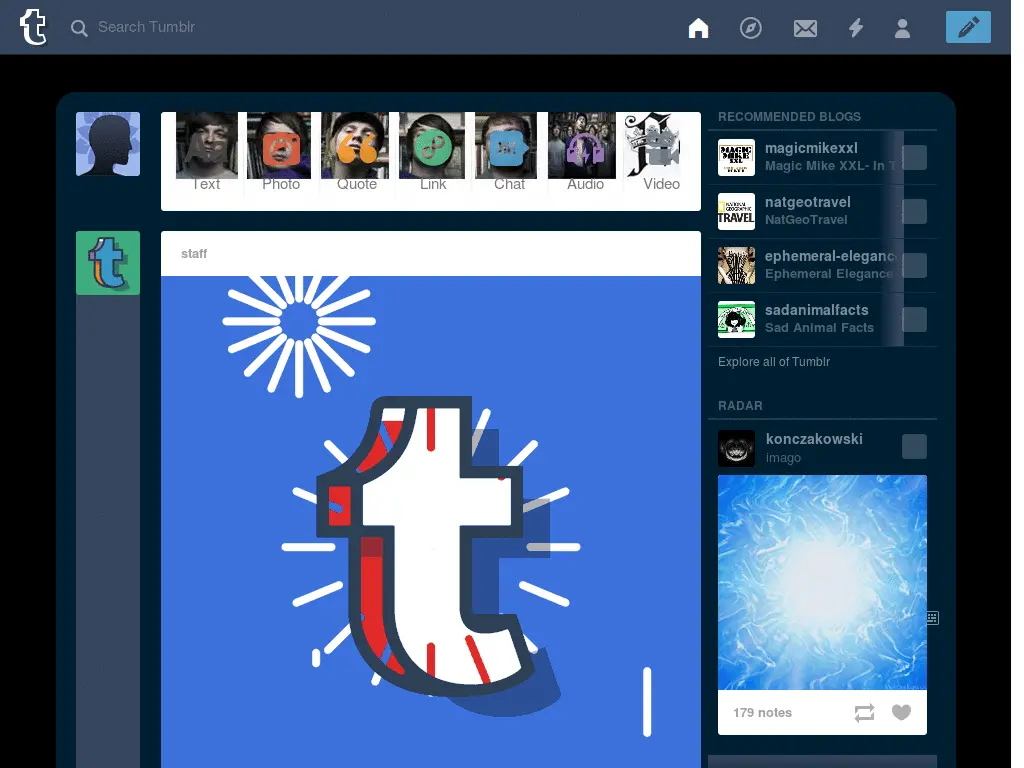 Search Tumblr
Text
Photo
Quote
Link
Chat
Audio
Video
staff
RECOMMENDED BLOGS
magicmikexxl
Magic Mike XXL- In T
natgeotravel
NatGeoTravel
ephemeral-eleganc
Ephemeral Elegance
sadanimalfacts
Sad Animal Facts
Explore all of Tumblr
RADAR
konczakowski
imago
179 notes